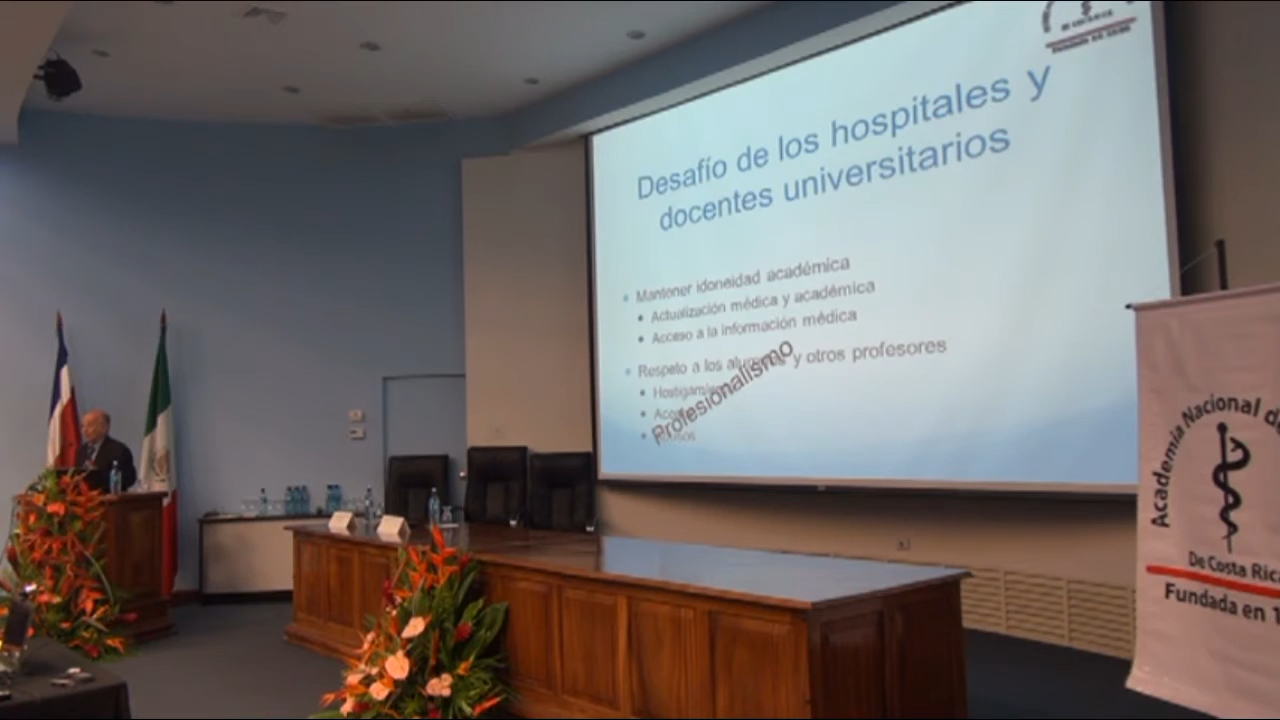 Desafío de los hospitales y
docentes universitarios
Mantener idoneidad académica
Actualización médica y académica
Acceso a la información médica
Respeto a los y otros profesores
Profesionalismo
Academia Nacional de
De Costa Rica
Fundada en